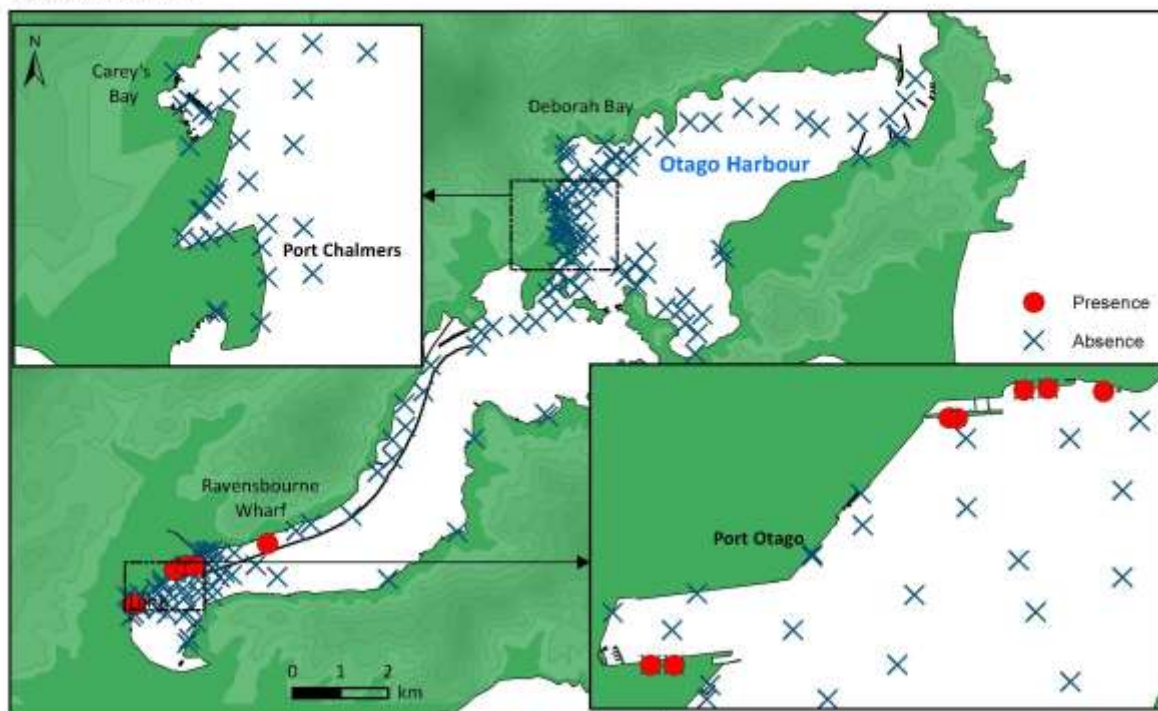 N
Carey's
Bay
Port Chalmers
Deborah Bay
Otago Harbour
Presence
Absence
Ravensbourne
Wharf
Port Otago
0 1 2
km